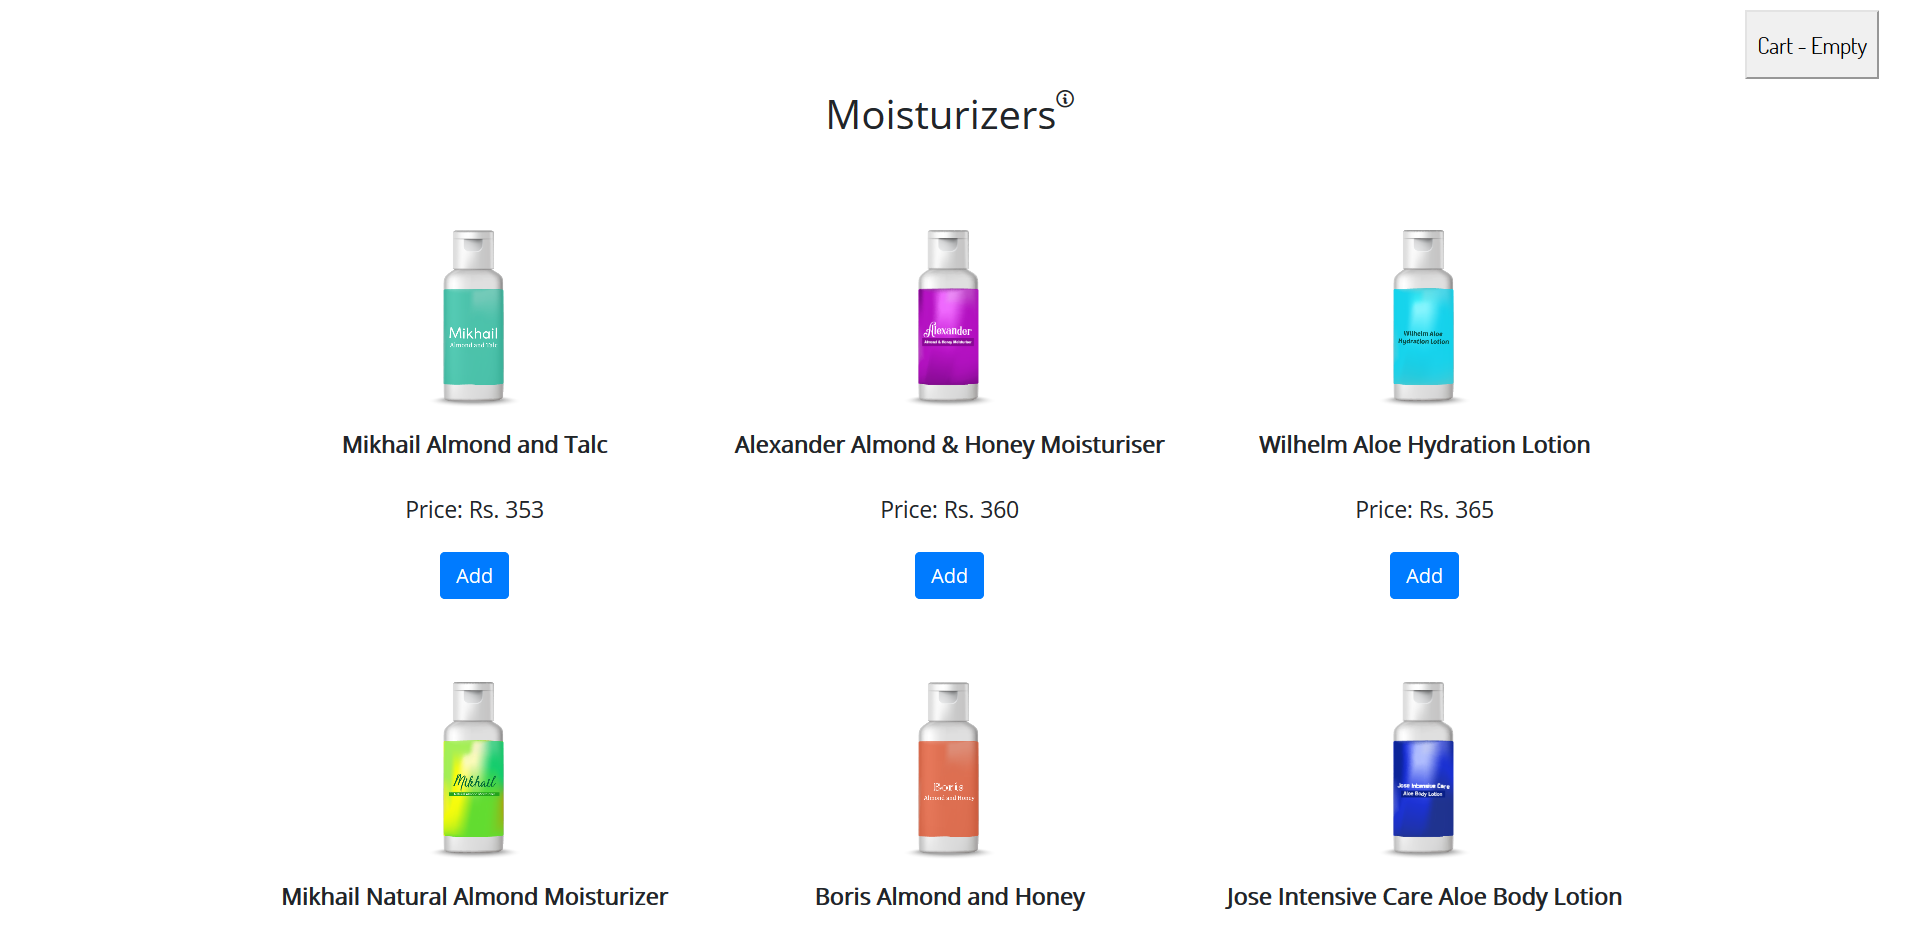 Cart - Empty
Moisturizers
Mikhail
Almond and Talc
Alexander
Almond & Honey Moisturiser
Wilhelm Aloe
Hydration Lotion
Mikhail Almond and Talc
Alexander Almond & Honey Moisturiser
Wilhelm Aloe Hydration Lotion
Price: Rs. 353
Price: Rs. 360
Price: Rs. 365
Add
Add
Add
Mikhail
Boris
Almond and Honey
Jose Intensive Care
Aloe Body Lotion
Mikhail Natural Almond Moisturizer
Boris Almond and Honey
Jose Intensive Care Aloe Body Lotion